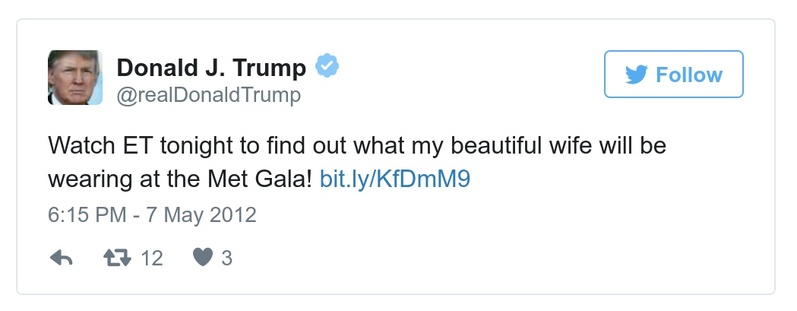 Donald J. Trump
@realDonaldTrump
Follow
Watch ET tonight to find out what my beautiful wife will be
wearing at the Met Gala! bit.ly/KfDmM9
6:15 PM - 7 May 2012
12 3